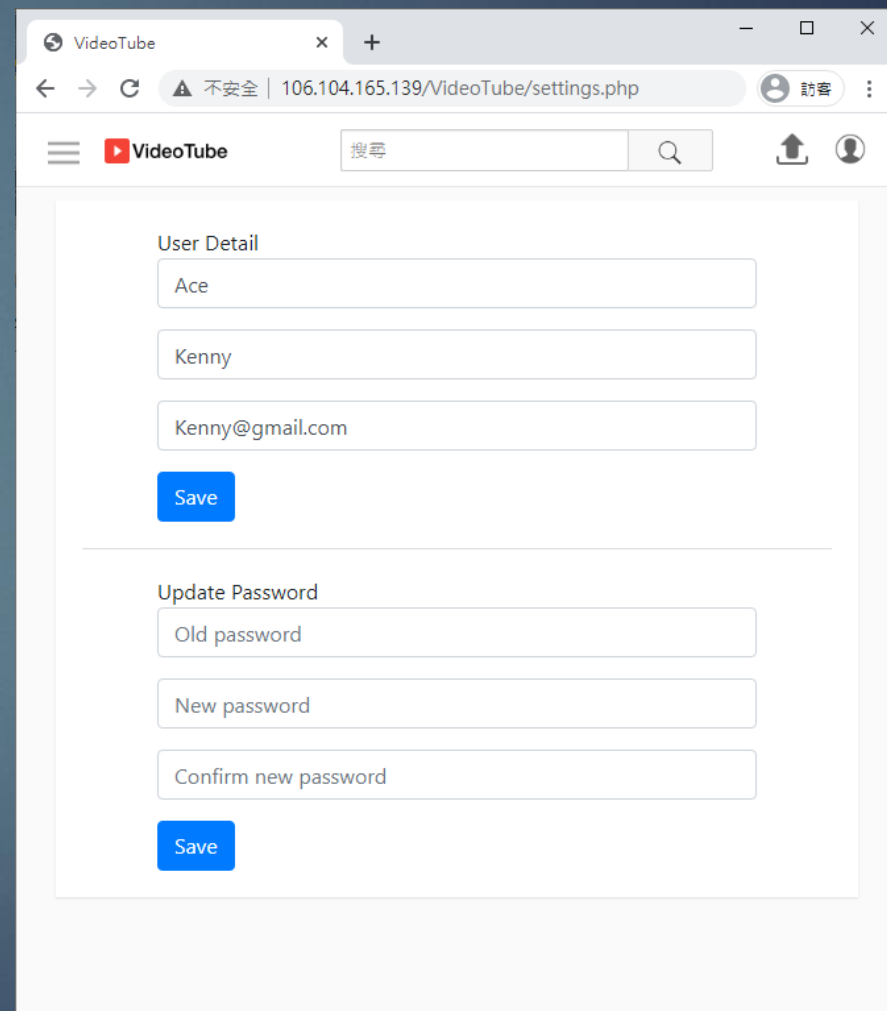 VideoTube
不安全 | 106.104.165.139/VideoTube/settings.php 訪客
VideoTube 搜尋
User Detail
Ace
Kenny
Kenny@gmail.com
Save
Update Password
Old password
New password
Confirm new password
Save